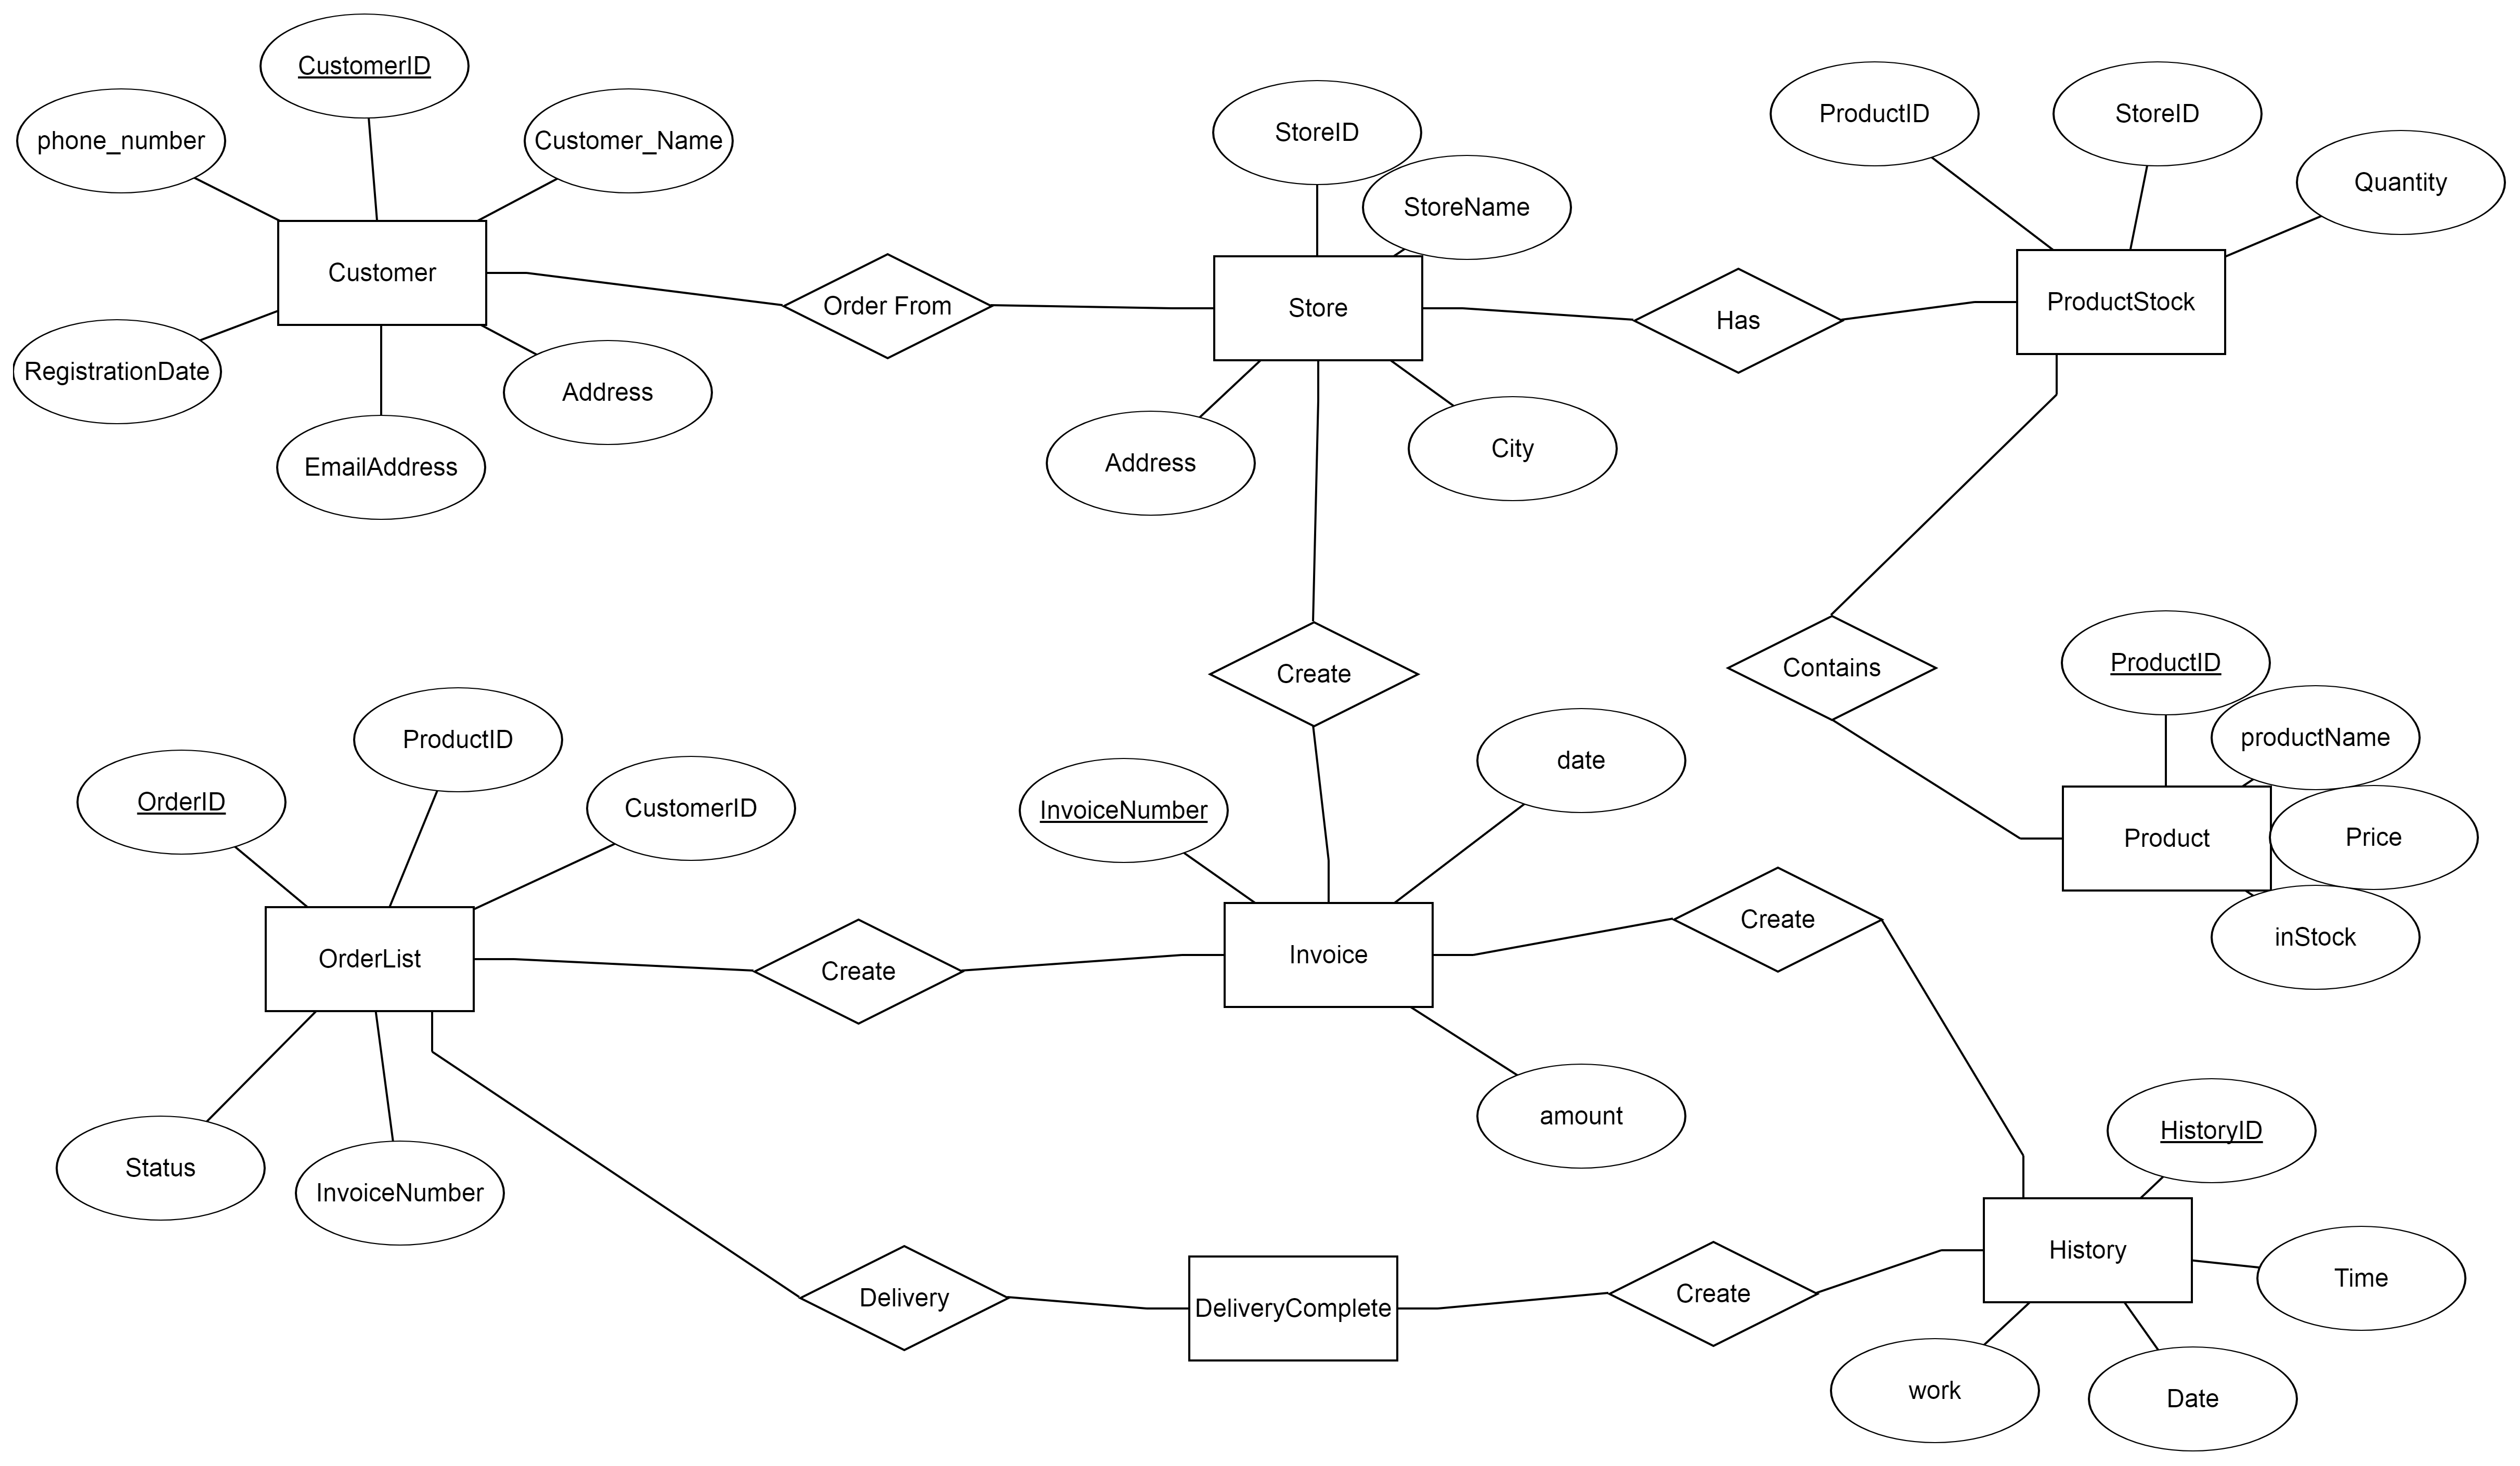 CustomerID
phone_number
Customer_Name
Customer
RegistrationDate
Address
EmailAddress
Order From
StoreID
StoreName
Store
Address
City
Has
ProductID
StoreID
Quantity
ProductStock
Create
Contains
ProductID
productName
Product
Price
inStock
ProductID
OrderID
CustomerID
OrderList
Status
InvoiceNumber
Create
InvoiceNumber
date
Invoice
amount
Create
Delivery
DeliveryComplete
Create
HistoryID
History
Time
work
Date